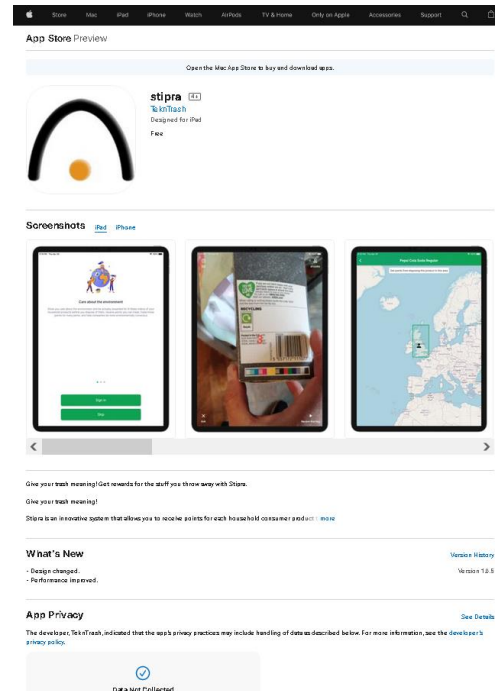 Store Mac iPad iPhone Watch AirPods TV & Home Only on Apple Accessories Support
App Store Preview
Open the Mac App Store to buy and download apps.
stipra 4+
TeknTrash
Designed for iPad
Free
Screenshots iPad iPhone
Care about the environment
Sign in
Skip
RECYCLING
Give your trash meaning! Get rewards for the stuff you throw away with Stipra.
Give your trash meaning!
Stipra is an innovative system that allows you to receive points for each household consumer product more
What's New
Version History
- Design changed.
- Performance improved.
Version 1.0.5
App Privacy
See Details
The developer, TeknTrash, indicated that the app's privacy practices may include handling of data as described below. For more information, see the developer's
privacy policy.
Data Not Collected